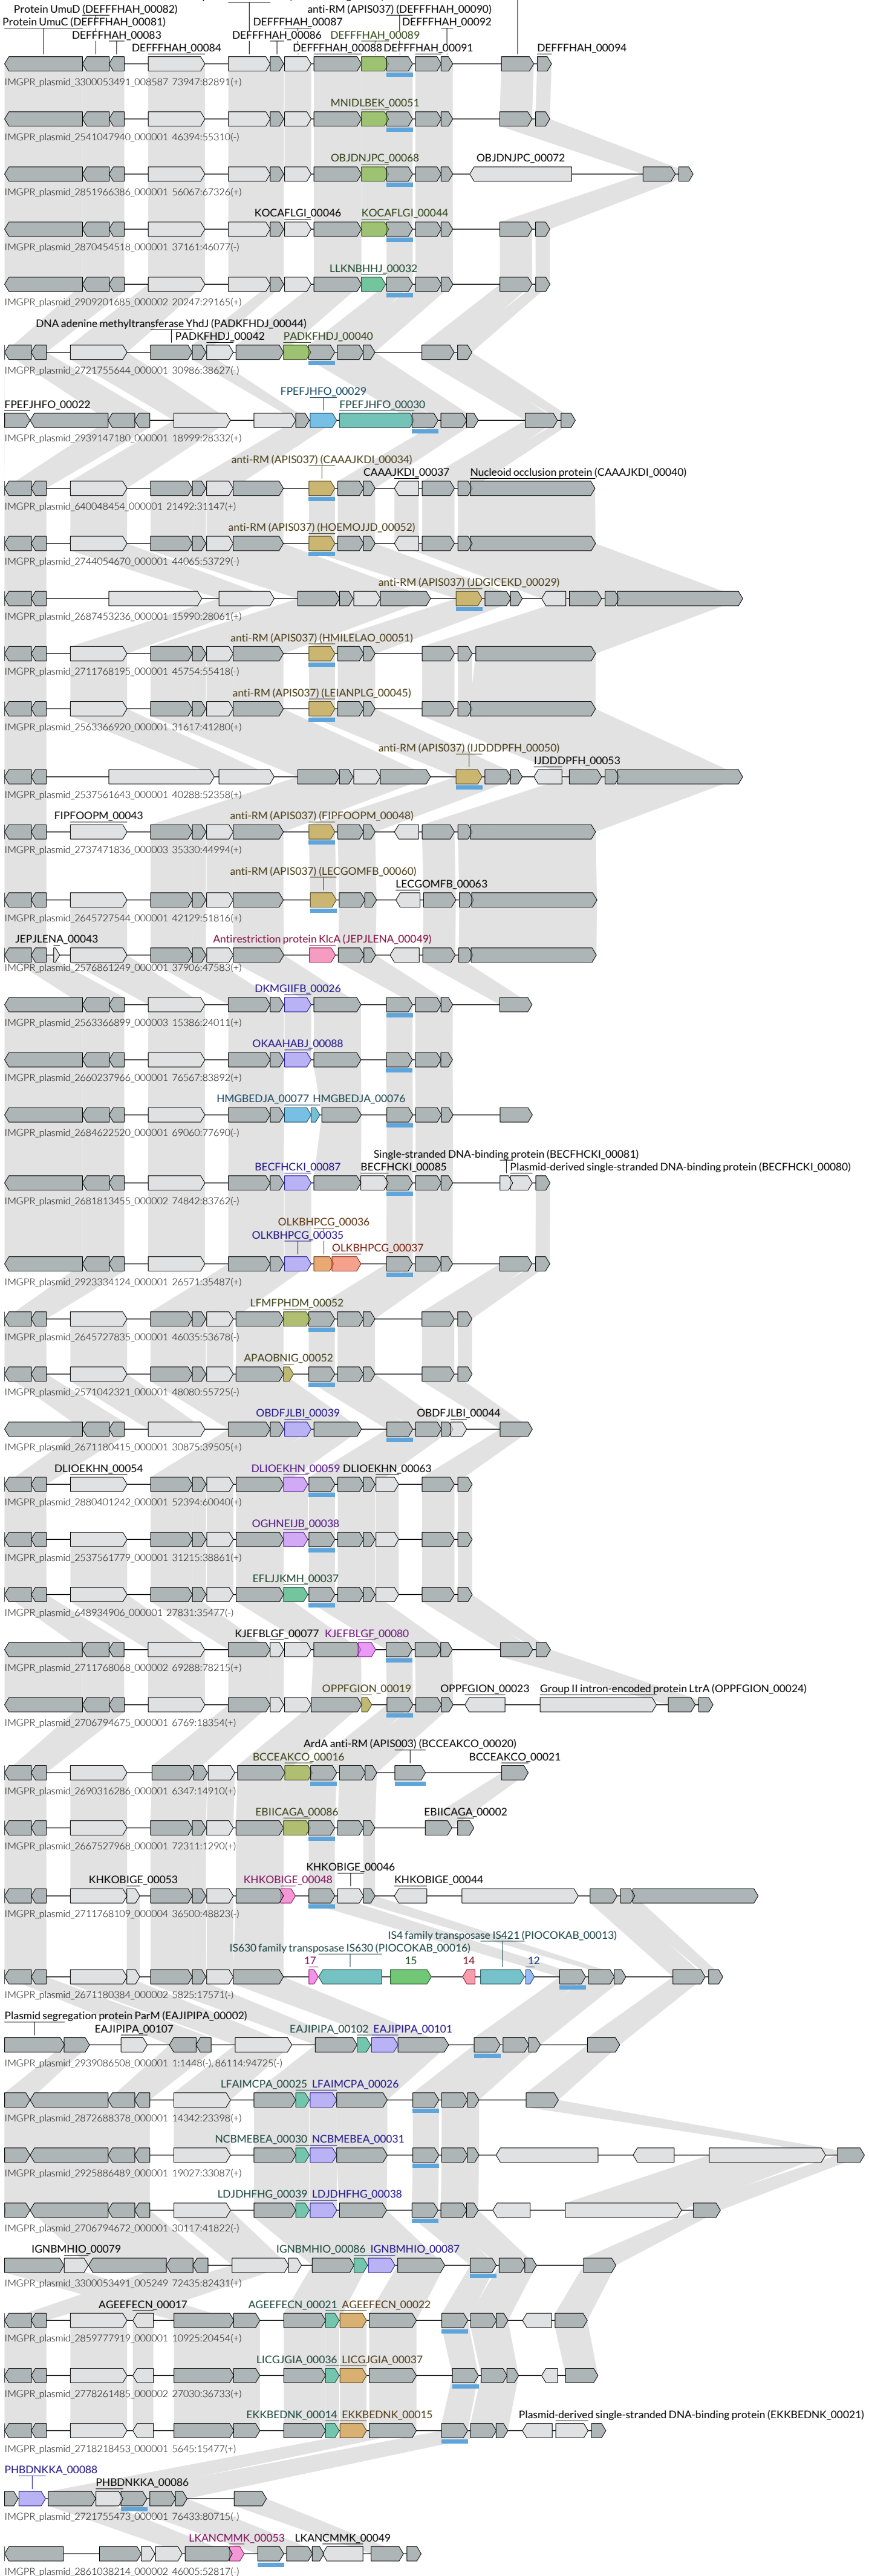 Protein UmuD (DEFFFHAH_00082) anti-RM (APIS037) (DEFFFHAH_00090)
Protein UmuC (DEFFFHAH_00081) DEFFFHAH_00087 DEFFFHAH_00092
DEFFFHAH_00083 DEFFFHAH_00086 DEFFFHAH_00089
DEFFFHAH_00084 DEFFFHAH_00088 DEFFFHAH_00091 DEFFFHAH_00094
IMGPR_plasmid_3300053491_008587 73947:82891(+)
MNIDLBEK_00051
IMGPR_plasmid_2541047940_000001 46394:55310(-)
OBJDNJPC_00068 OBJDNJPC_00072
IMGPR_plasmid_2851966386_000001 56067:67326(+)
KOCAFLGI_00046 KOCAFLGI_00044
IMGPR_plasmid_2870454518_000001 37161:46077(-)
LLKNBHHJ_00032
IMGPR_plasmid_2909201685_000002 20247:29165(+)
DNA adenine methyltransferase YhdJ (PADKFHDJ_00044)
PADKFHDJ_00042 PADKFHDJ_00040
IMGPR_plasmid_2721755644_000001 30986:38627(-)
FPEFJHFO_00029
FPEFJHFO_00022 FPEFJHFO_00030
IMGPR_plasmid_2939147180_000001 18999:28332(+)
anti-RM (APIS037) (CAAAJKDI_00034)
CAAAJKDI_00037 Nucleoid occlusion protein (CAAAJKDI_00040)
IMGPR_plasmid_640048454_000001 21492:31147(+)
anti-RM (APIS037) (HOEMOJJD_00052)
IMGPR_plasmid_2744054670_000001 44065:53729(-)
anti-RM (APIS037) (JDGICEKD_00029)
IMGPR_plasmid_2687453236_000001 15990:28061(+)
anti-RM (APIS037) (HMILELAO_00051)
IMGPR_plasmid_2711768195_000001 45754:55418(-)
anti-RM (APIS037) (LEIANPLG_00045)
IMGPR_plasmid_2563366920_000001 31617:41280(+)
anti-RM (APIS037) (IJDDDPFH_00050)
IJDDDPFH_00053
IMGPR_plasmid_2537561643_000001 40288:52358(+)
FIPFOOPM_00043 anti-RM (APIS037) (FIPFOOPM_00048)
IMGPR_plasmid_2737471836_000003 35330:44994(+)
anti-RM (APIS037) (LECGOMFB_00060)
LECGOMFB_00063
IMGPR_plasmid_2645727544_000001 42129:51816(+)
JEPJLENA_00043 Antirestriction protein KlcA (JEPJLENA_00049)
IMGPR_plasmid_2576861249_000001 37906:47583(+)
DKMGIIFB_00026
IMGPR_plasmid_2563366899_000003 15386:24011(+)
OKAAHABJ_00088
IMGPR_plasmid_2660237966_000001 76567:83892(+)
HMGBEDJA_00077 HMGBEDJA_00076
IMGPR_plasmid_2684622520_000001 69060:77690(-)
Single-stranded DNA-binding protein (BECFHCKI_00081)
BECFHCKI_00087 BECFHCKI_00085 Plasmid-derived single-stranded DNA-binding protein (BECFHCKI_00080)
IMGPR_plasmid_2681813455_000002 74842:83762(-)
OLKBHPCG_00036
OLKBHPCG_00035
OLKBHPCG_00037
IMGPR_plasmid_2923334124_000001 26571:35487(+)
LFMFPHDM_00052
IMGPR_plasmid_2645727835_000001 46035:53678(-)
APAOBNIG_00052
IMGPR_plasmid_2571042321_000001 48080:55725(-)
OBDFJLBI_00039 OBDFJLBI_00044
IMGPR_plasmid_2671180415_000001 30875:39505(+)
DLIOEKHN_00054 DLIOEKHN_00059 DLIOEKHN_00063
IMGPR_plasmid_2880401242_000001 52394:60040(+)
OGHNEIJB_00038
IMGPR_plasmid_2537561779_000001 31215:38861(+)
EFLJJKMH_00037
IMGPR_plasmid_648934906_000001 27831:35477(-)
KJEFBLGF_00077 KJEFBLGF_00080
IMGPR_plasmid_2711768068_000002 69288:78215(-)
OPPFGION_00019 OPPFGION_00023 Group II intron-encoded protein LtrA (OPPFGION_00024)
IMGPR_plasmid_2706794675_000001 6769:18354(+)
ArdA anti-RM (APIS003) (BCCEAKCO_00020)
BCCEAKCO_00016 BCCEAKCO_00021
IMGPR_plasmid_2690316286_000001 6347:14910(+)
EBIICAGA_00086 EBIICAGA_00002
IMGPR_plasmid_2667527968_000001 72311:1290(+)
KHKOBIGE_00046
KHKOBIGE_00053 KHKOBIGE_00048 KHKOBIGE_00044
IMGPR_plasmid_2711768109_000004 36500:48823(-)
IS4 family transposase IS421 (PIOCOKAB_00013)
IS630 family transposase IS630 (PIOCOKAB_00016)
17 15 14 12
IMGPR_plasmid_2671180384_000002 5825:17571(-)
Plasmid segregation protein ParM (EAJIPIPA_00002)
EAJIPIPA_00107 EAJIPIPA_00102 EAJIPIPA_00101
IMGPR_plasmid_2939086508_000001 1:1448(-), 86114:94725(-)
LFAIMCPA_00025 LFAIMCPA_00026
IMGPR_plasmid_2872688378_000001 14342:23398(+)
NCBMEBEA_00030 NCBMEBEA_00031
IMGPR_plasmid_2925886489_000001 19027:33087(+)
LDJDHFHG_00039 LDJDHFHG_00038
IMGPR_plasmid_2706794672_000001 30117:41822(-)
IGNBMHIO_00079 IGNBMHIO_00086 IGNBMHIO_00087
IMGPR_plasmid_3300053491_005249 72435:82431(+)
AGEEFECN_00017 AGEEFECN_00021 AGEEFECN_00022
IMGPR_plasmid_2859777919_000001 10925:20454(+)
LICGJGIA_00036 LICGJGIA_00037
IMGPR_plasmid_2778261485_000002 27030:36733(+)
EKKBEDNK_00014 EKKBEDNK_00015 Plasmid-derived single-stranded DNA-binding protein (EKKBEDNK_00021)
IMGPR_plasmid_2718218453_000001 5645:15477(+)
PHBDNKKA_00088
PHBDNKKA_00086
IMGPR_plasmid_2721755473_000001 76433:80715(-)
LKANCMMK_00053 LKANCMMK_00049
IMGPR_plasmid_2861038214_000002 46005:52817(-)